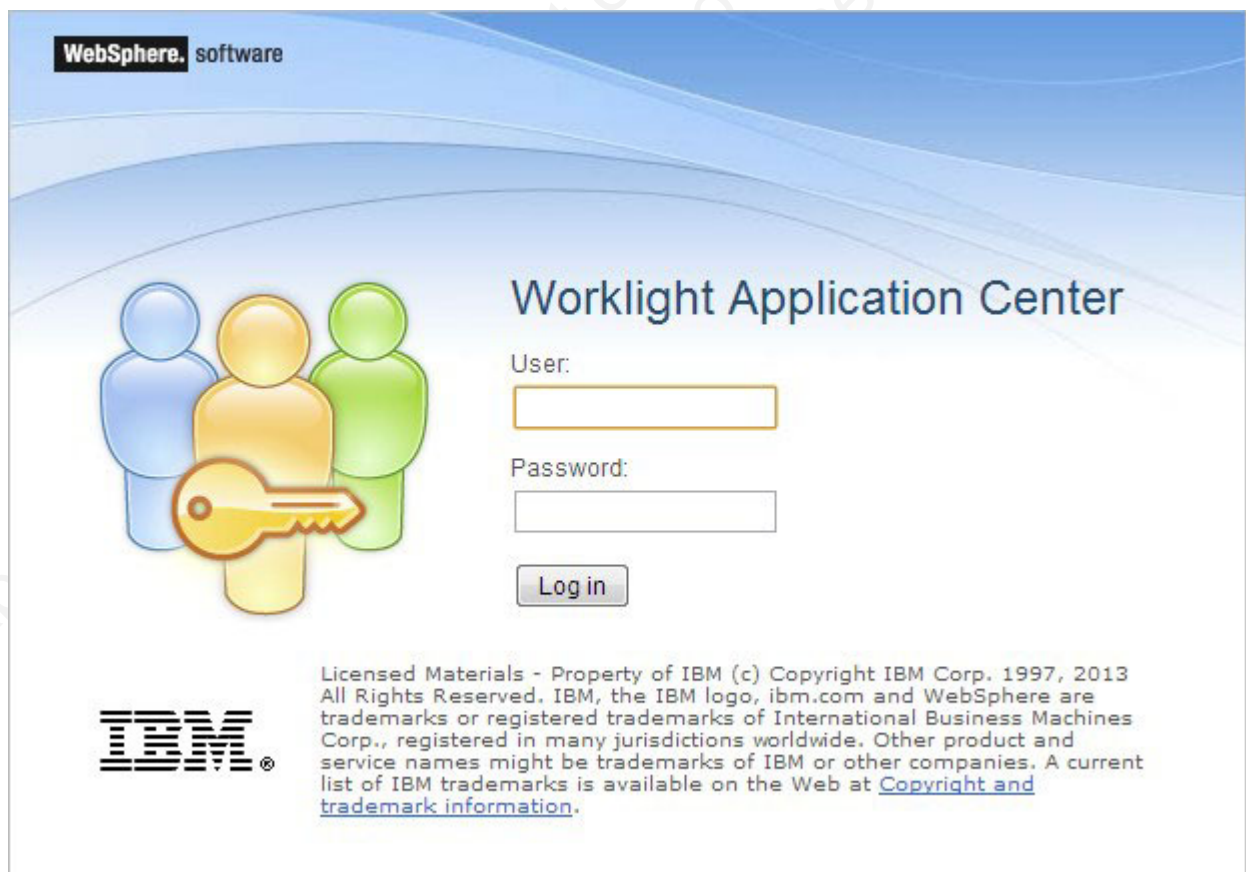 WebSphere. software
Worklight Application Center
User:
Password:
Log in
Licensed Materials - Property of IBM (c) Copyright IBM Corp. 1997, 2013
All Rights Reserved. IBM, the IBM logo, ibm.com and WebSphere are
trademarks or registered trademarks of International Business Machines
Corp., registered in many jurisdictions worldwide. Other product and
service names might be trademarks of IBM or other companies. A current
list of IBM trademarks is available on the Web at Copyright and
trademark information.
IBM®